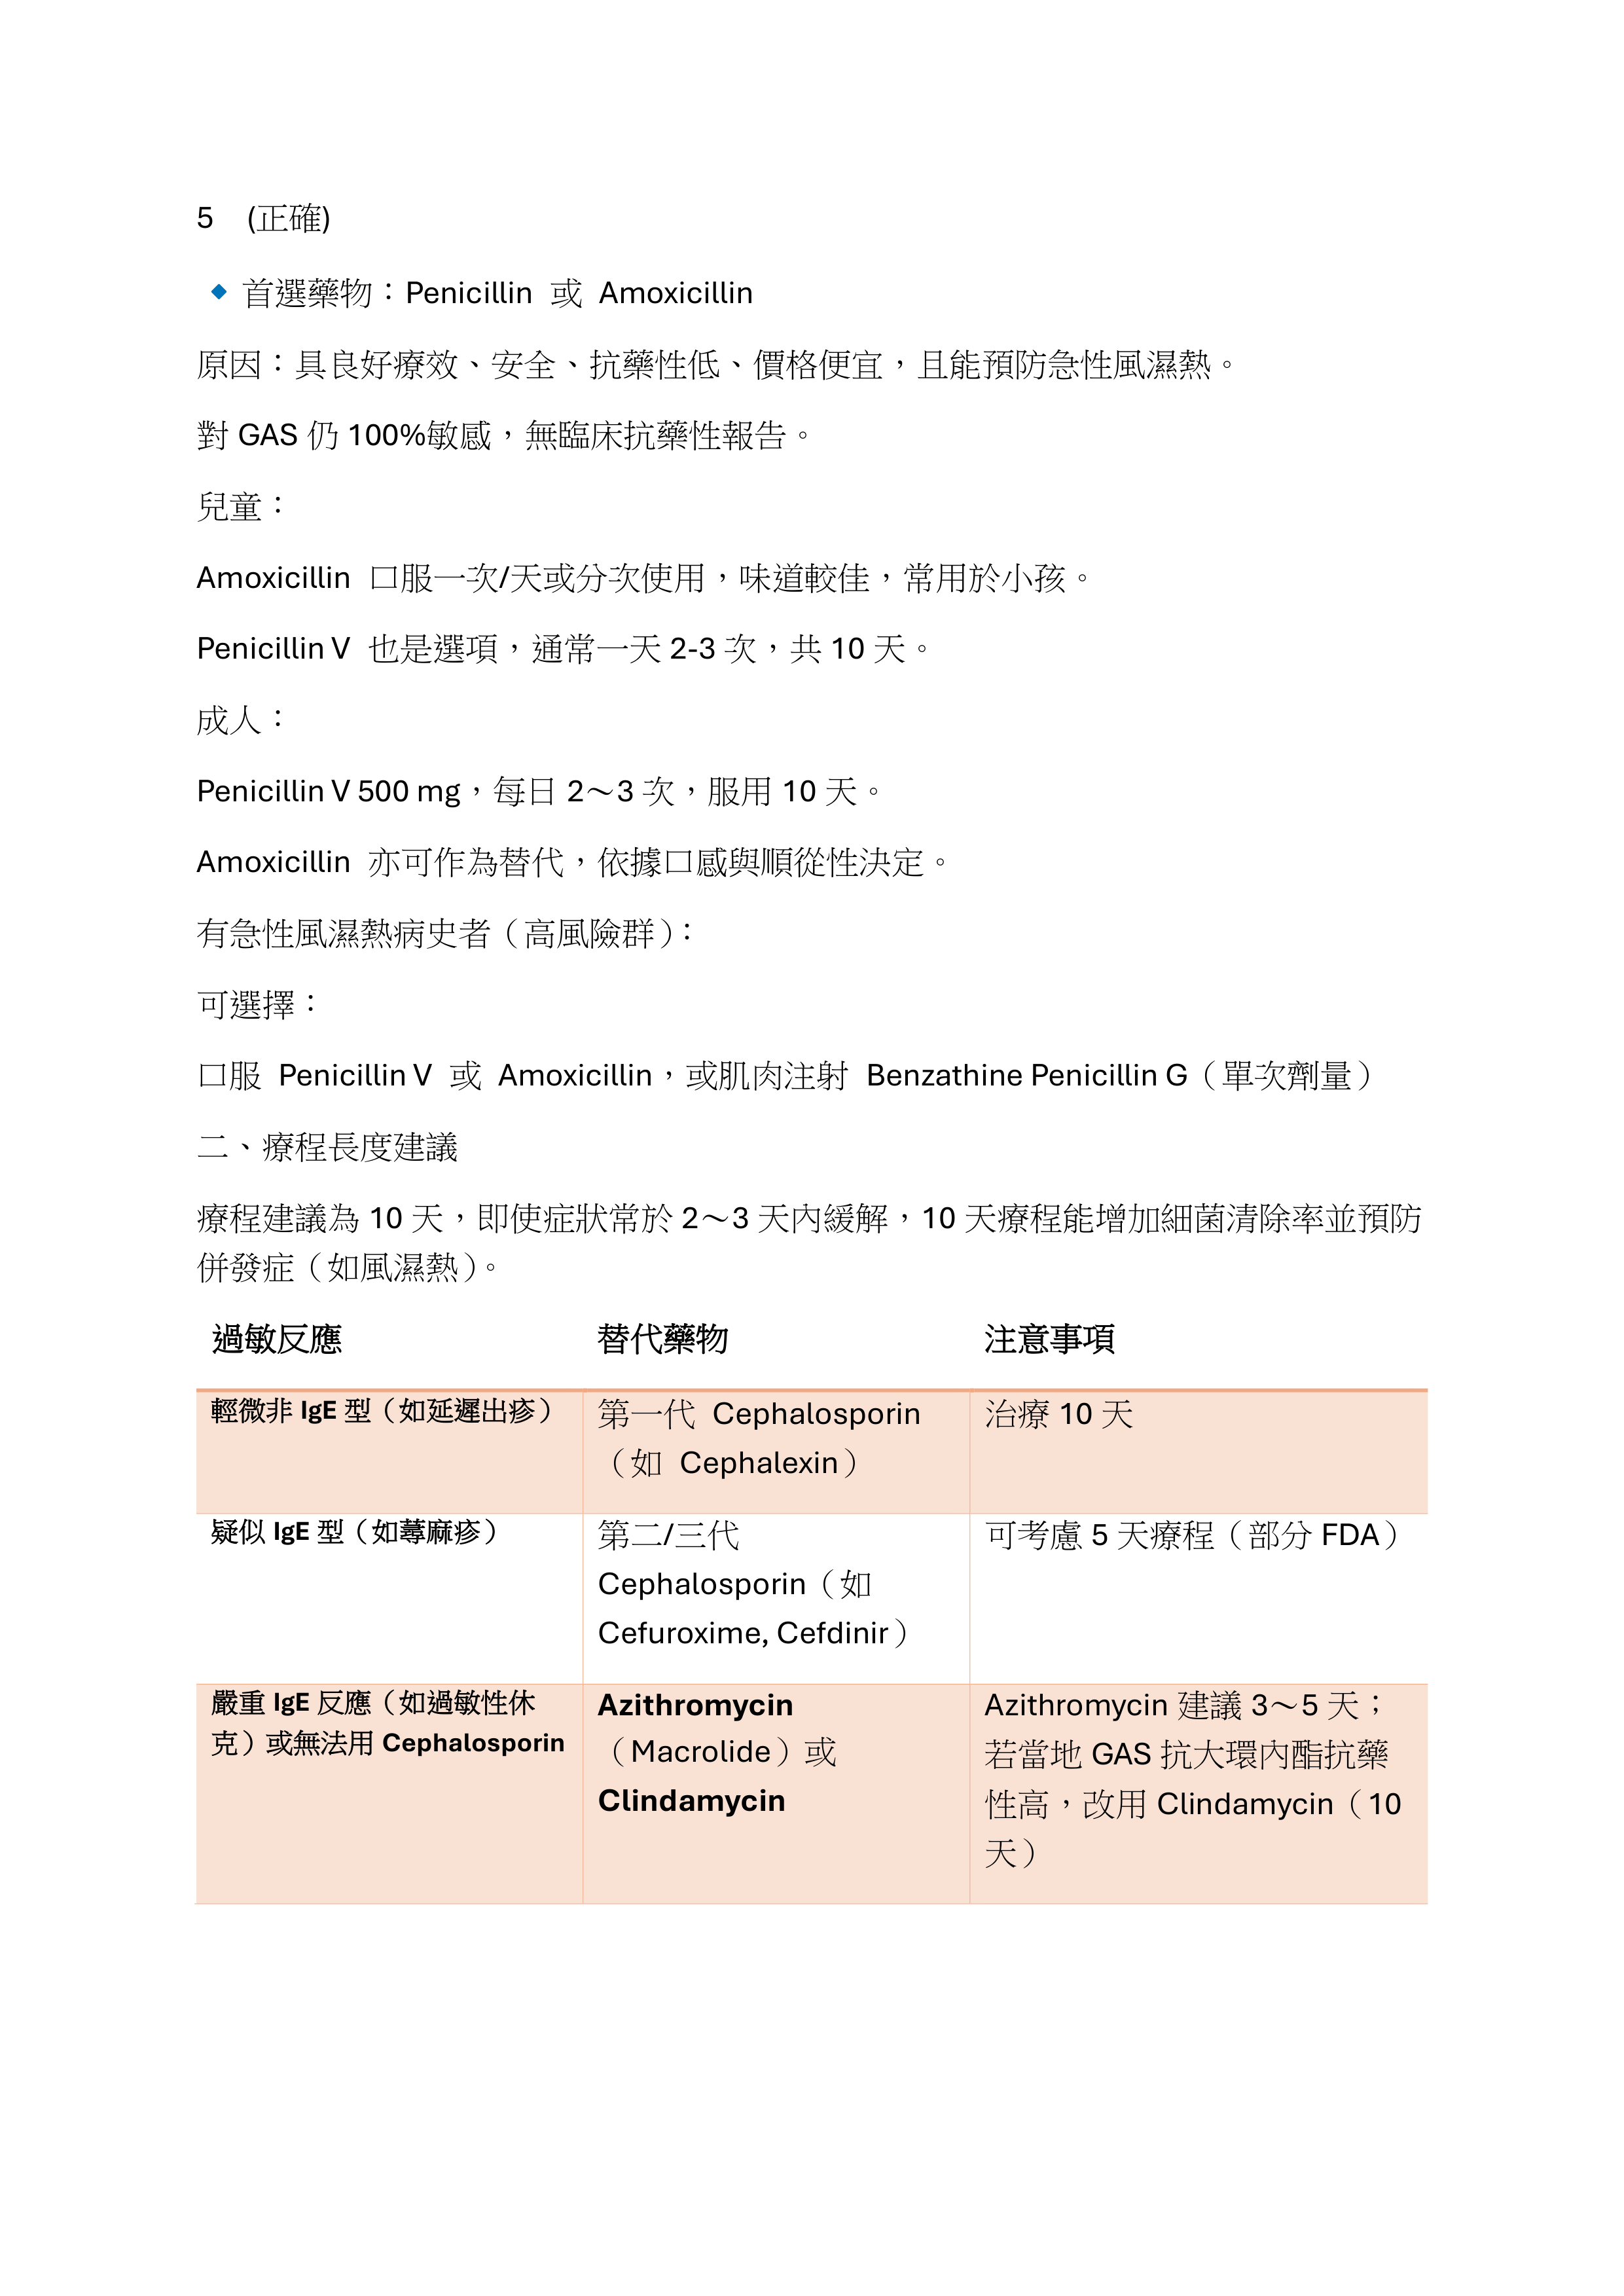 5 (正確)
🔹首選藥物：Penicillin 或 Amoxicillin
原因：具良好療效、安全、抗藥性低、價格便宜，且能預防急性風濕熱。
對 GAS 仍 100%敏感，無臨床抗藥性報告。
兒童：
Amoxicillin 口服一次/天或分次使用，味道較佳，常用於小孩。
Penicillin V 也是選項，通常一天 2-3 次，共 10 天。
成人：
Penicillin V 500 mg，每日 2～3 次，服用 10 天。
Amoxicillin 亦可作為替代，依據口感與順從性決定。
有急性風濕熱病史者（高風險群）：
可選擇：
口服 Penicillin V 或 Amoxicillin，或肌肉注射 Benzathine Penicillin G（單次劑量）
二、療程長度建議
療程建議為 10 天，即使症狀常於 2～3 天內緩解，10 天療程能增加細菌清除率並預防
併發症（如風濕熱）。
過敏反應 替代藥物 注意事項
輕微非 IgE 型（如延遲出疹）
第一代 Cephalosporin
（如 Cephalexin）
治療 10 天
疑似 IgE 型（如蕁麻疹）
第二/三代
Cephalosporin（如
Cefuroxime, Cefdinir）
可考慮 5 天療程（部分 FDA）
嚴重 IgE 反應（如過敏性休
克）或無法用 Cephalosporin
Azithromycin
（Macrolide）或
Clindamycin
Azithromycin 建議 3～5 天；
若當地 GAS 抗大環內酯抗藥
性高，改用 Clindamycin（10
天）